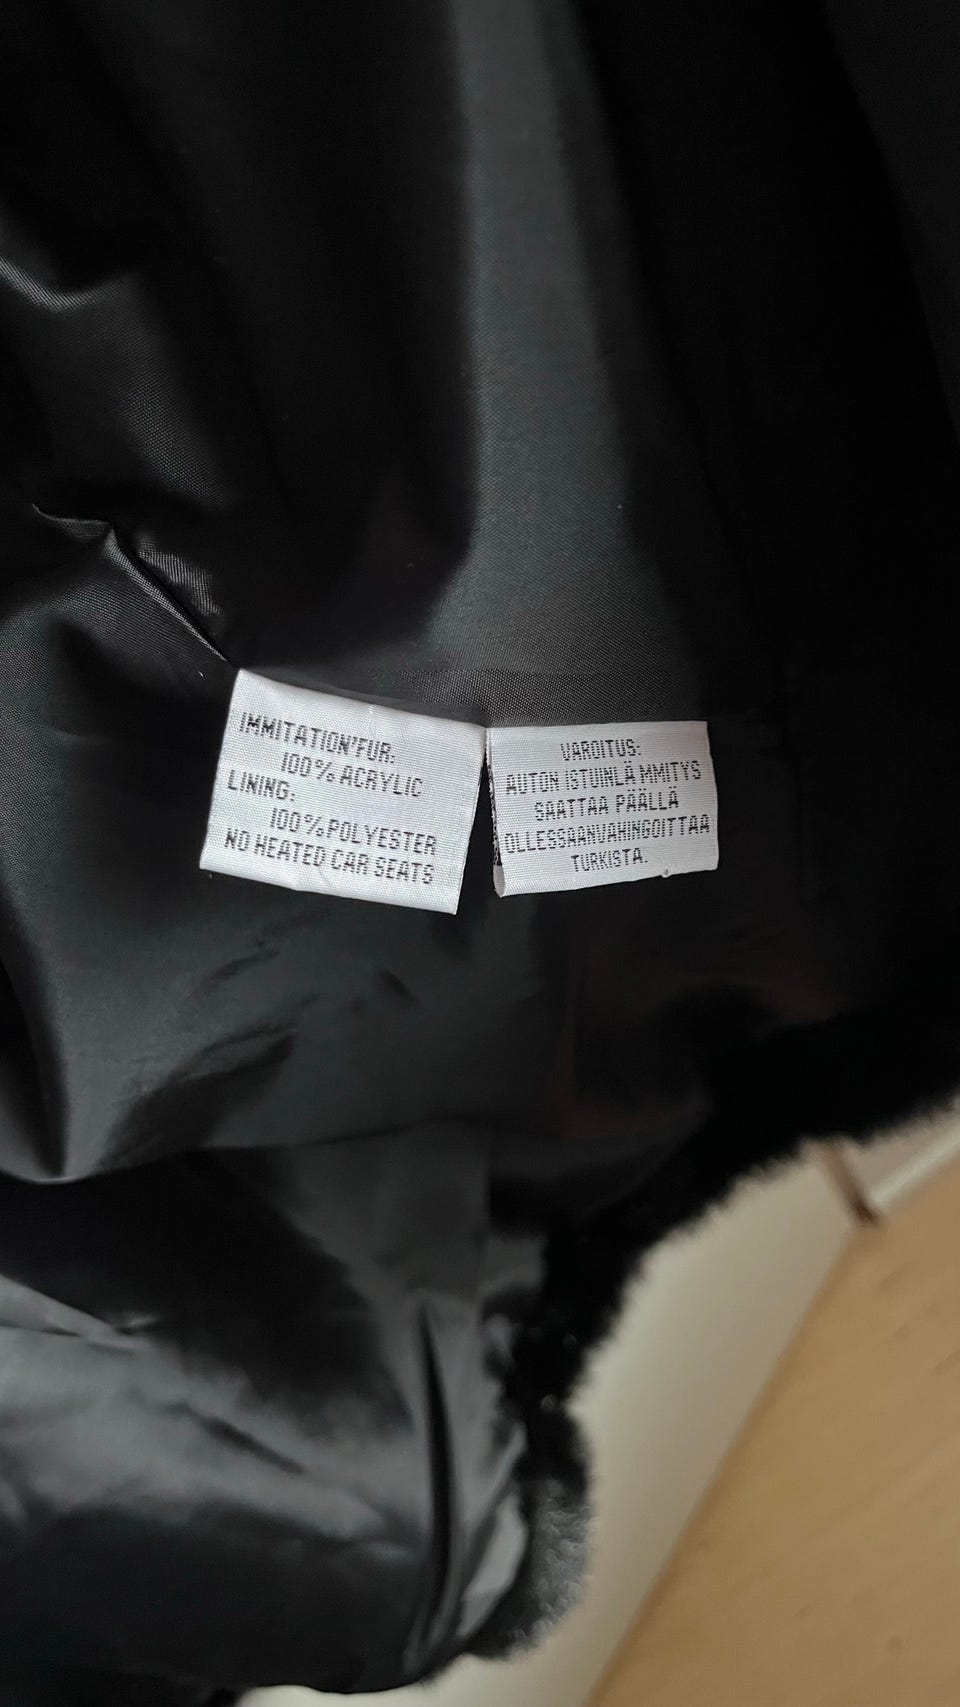 IMMITATION'FUR:
100% ACRYLIC
LINING:
100% POLYESTER
NO HEATED CAR SEATS
VAROITUS:
AUTON ISTUINLÄ MMITYS
SAATTAA PÄÄLLÄ
OLLESSAANVAHINGOITTAA
TURKISTA.